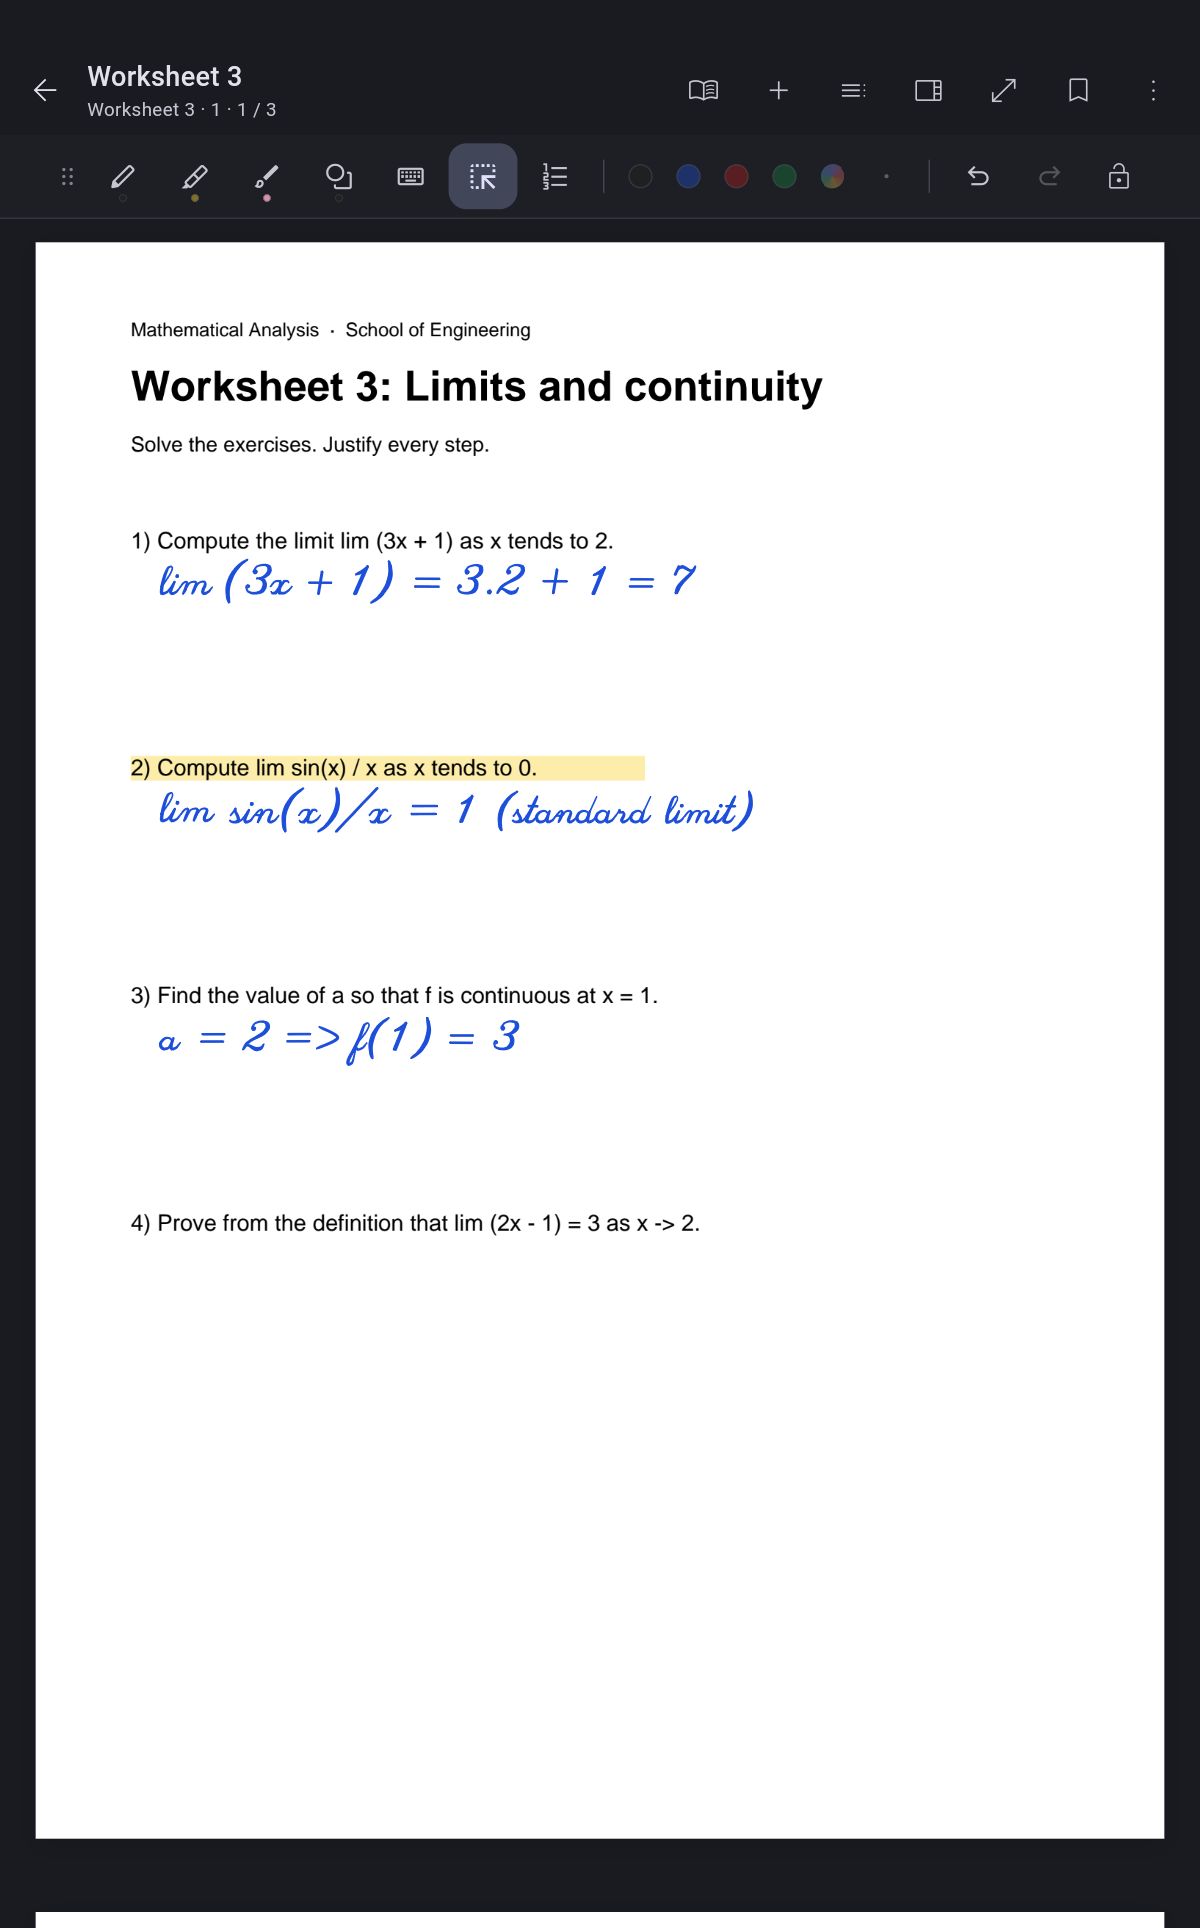 Worksheet 3
Worksheet 3 · 1 · 1 / 3
Mathematical Analysis · School of Engineering
Worksheet 3: Limits and continuity
Solve the exercises. Justify every step.
1) Compute the limit lim (3x + 1) as x tends to 2.
lim (3x + 1) = 3.2 + 1 = 7
2) Compute lim sin(x) / x as x tends to 0.
lim sin(x)/x = 1 (standard limit)
3) Find the value of a so that f is continuous at x = 1.
a = 2 => f(1) = 3
4) Prove from the definition that lim (2x - 1) = 3 as x -> 2.